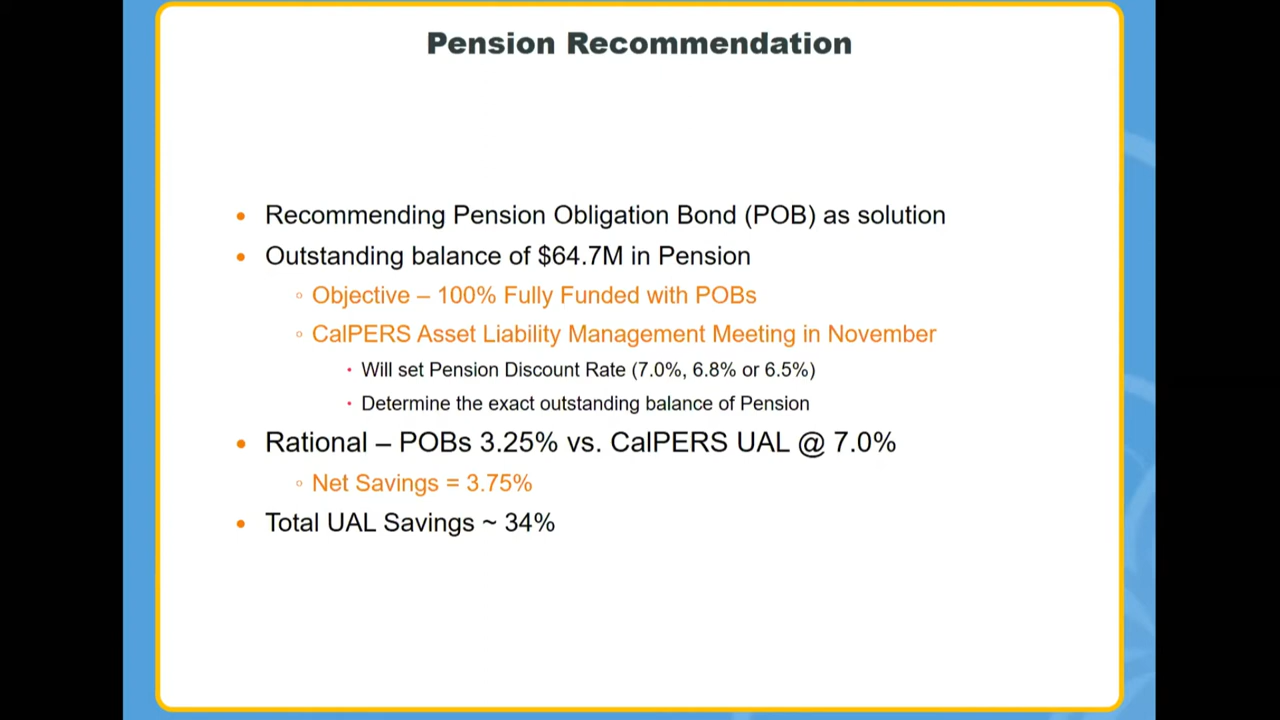 Pension Recommendation
• Recommending Pension Obligation Bond (POB) as solution
• Outstanding balance of $64.7M in Pension
◦ Objective – 100% Fully Funded with POBs
◦ CalPERS Asset Liability Management Meeting in November
• Will set Pension Discount Rate (7.0%, 6.8% or 6.5%)
• Determine the exact outstanding balance of Pension
• Rational – POBs 3.25% vs. CalPERS UAL @ 7.0%
◦ Net Savings = 3.75%
• Total UAL Savings ~ 34%